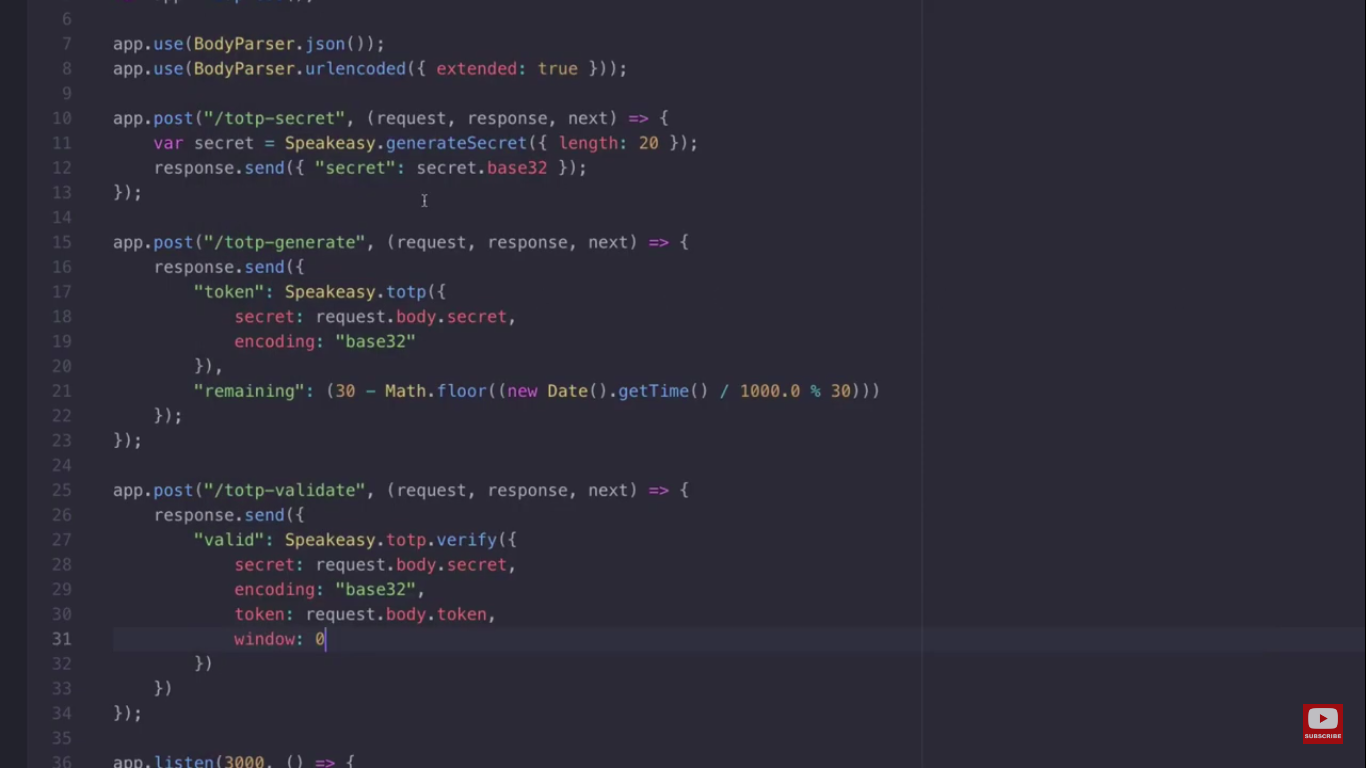 6
7 app.use(BodyParser.json());
8 app.use(BodyParser.urlencoded({ extended: true }));
9
10 app.post("/totp-secret", (request, response, next) => {
11 var secret = Speakeasy.generateSecret({ length: 20 });
12 response.send({ "secret": secret.base32 });
13 });
14
15 app.post("/totp-generate", (request, response, next) => {
16 response.send({
17 "token": Speakeasy.totp({
18 secret: request.body.secret,
19 encoding: "base32"
20 }),
21 "remaining": (30 - Math.floor((new Date().getTime() / 1000.0 % 30)))
22 });
23 });
24
25 app.post("/totp-validate", (request, response, next) => {
26 response.send({
27 "valid": Speakeasy.totp.verify({
28 secret: request.body.secret,
29 encoding: "base32",
30 token: request.body.token,
31 window: 0
32 })
33 })
34 });
35
36 app.listen(3000, () => {
SUBSCRIBE